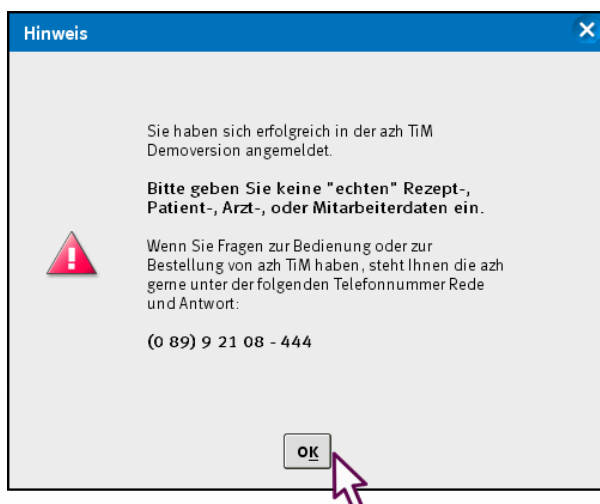 Hinweis
Sie haben sich erfolgreich in der azh TiM
Demoversion angemeldet.
Bitte geben Sie keine "echten" Rezept-,
Patient-, Arzt-, oder Mitarbeiterdaten ein.
Wenn Sie Fragen zur Bedienung oder zur
Bestellung von azh TiM haben, steht Ihnen die azh
gerne unter der folgenden Telefonnummer Rede
und Antwort:
(0 89) 9 21 08 - 444
OK